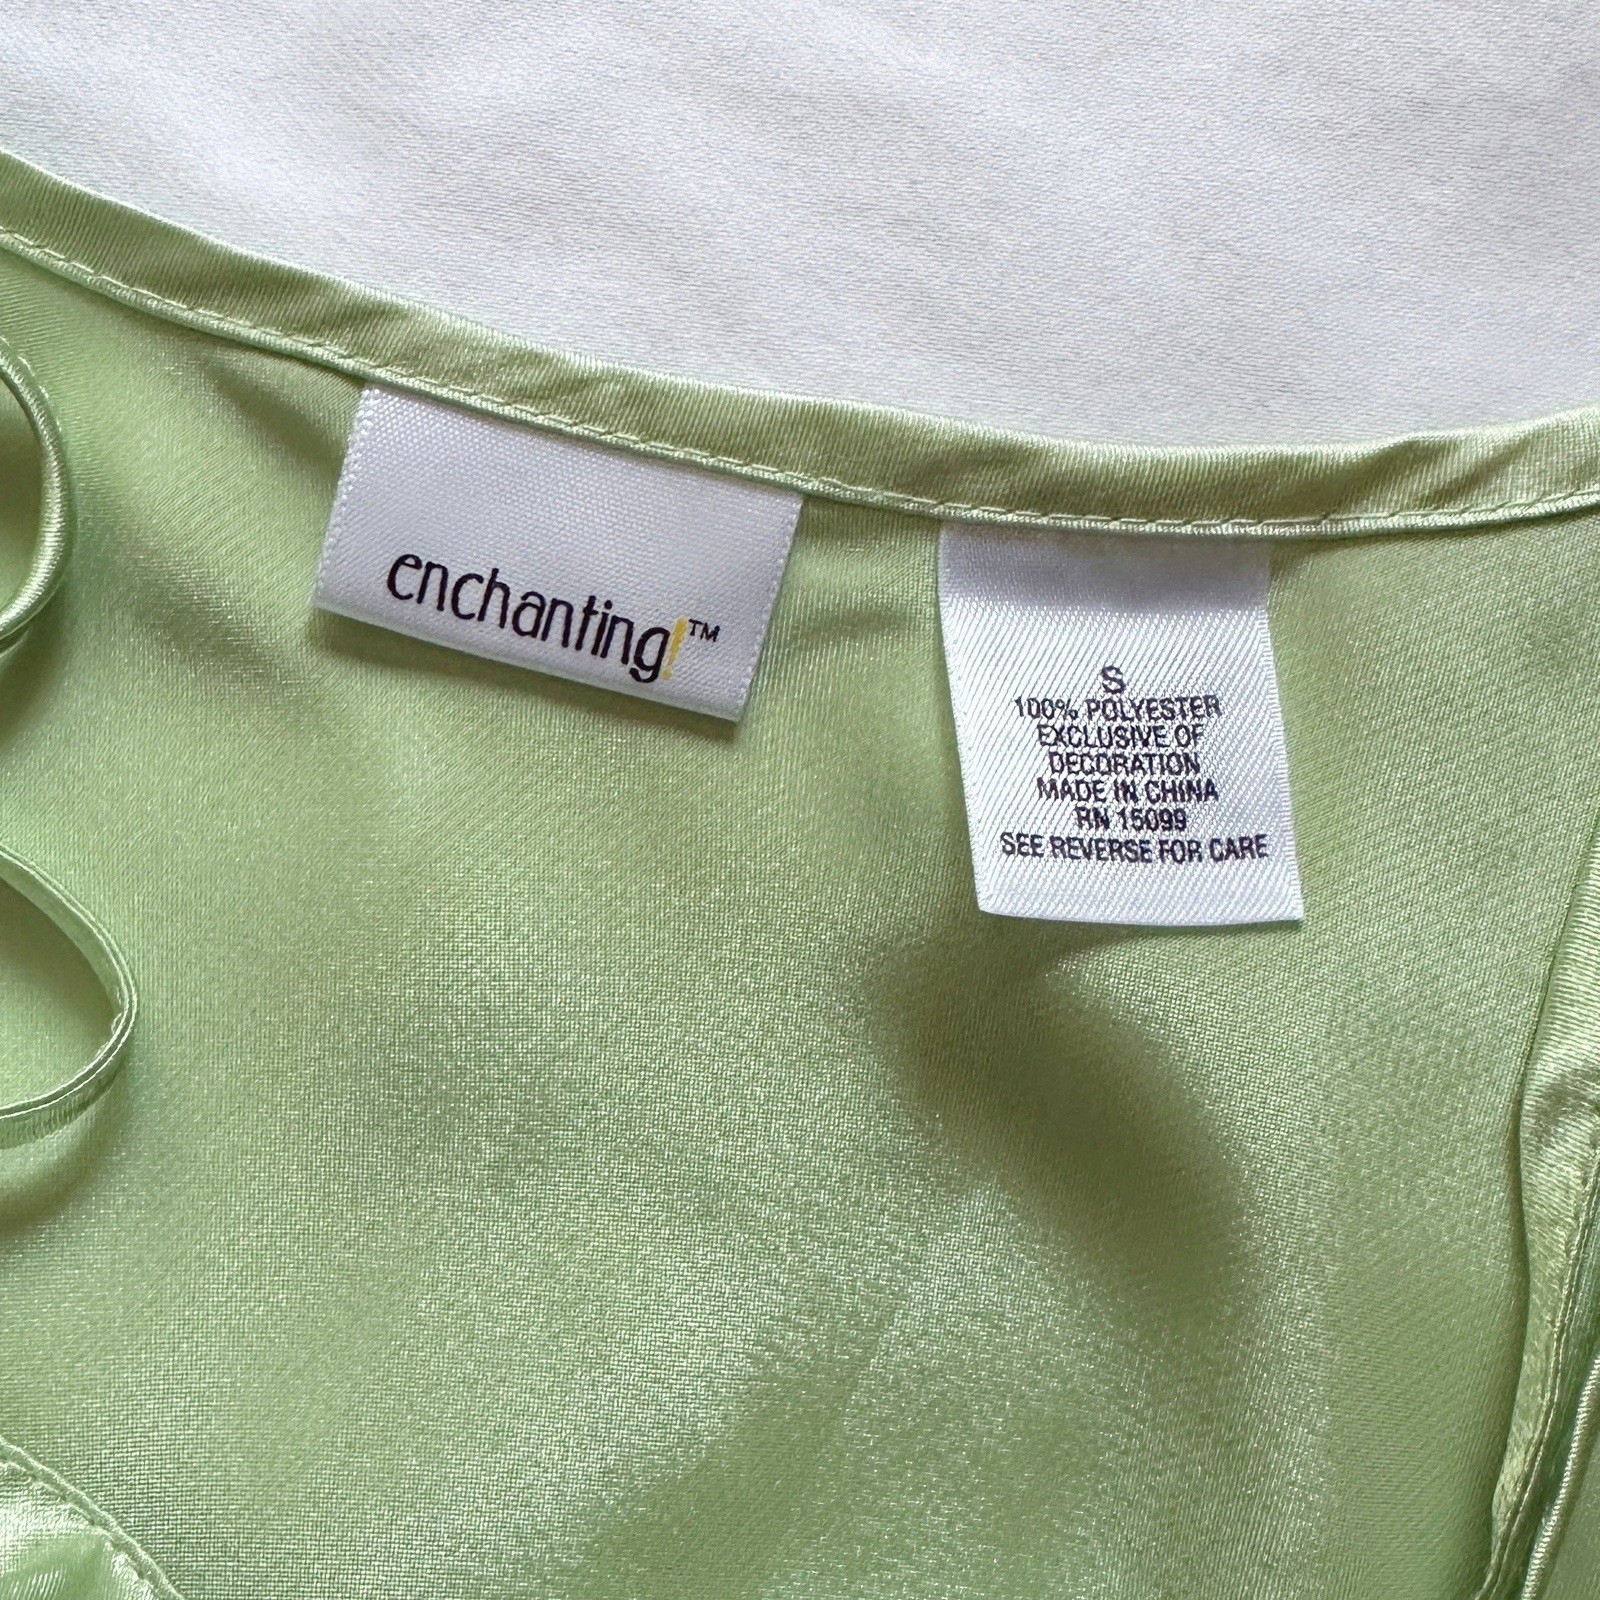 enchanting!™
S
100% POLYESTER
EXCLUSIVE OF
DECORATION
MADE IN CHINA
RN 15099
SEE REVERSE FOR CARE